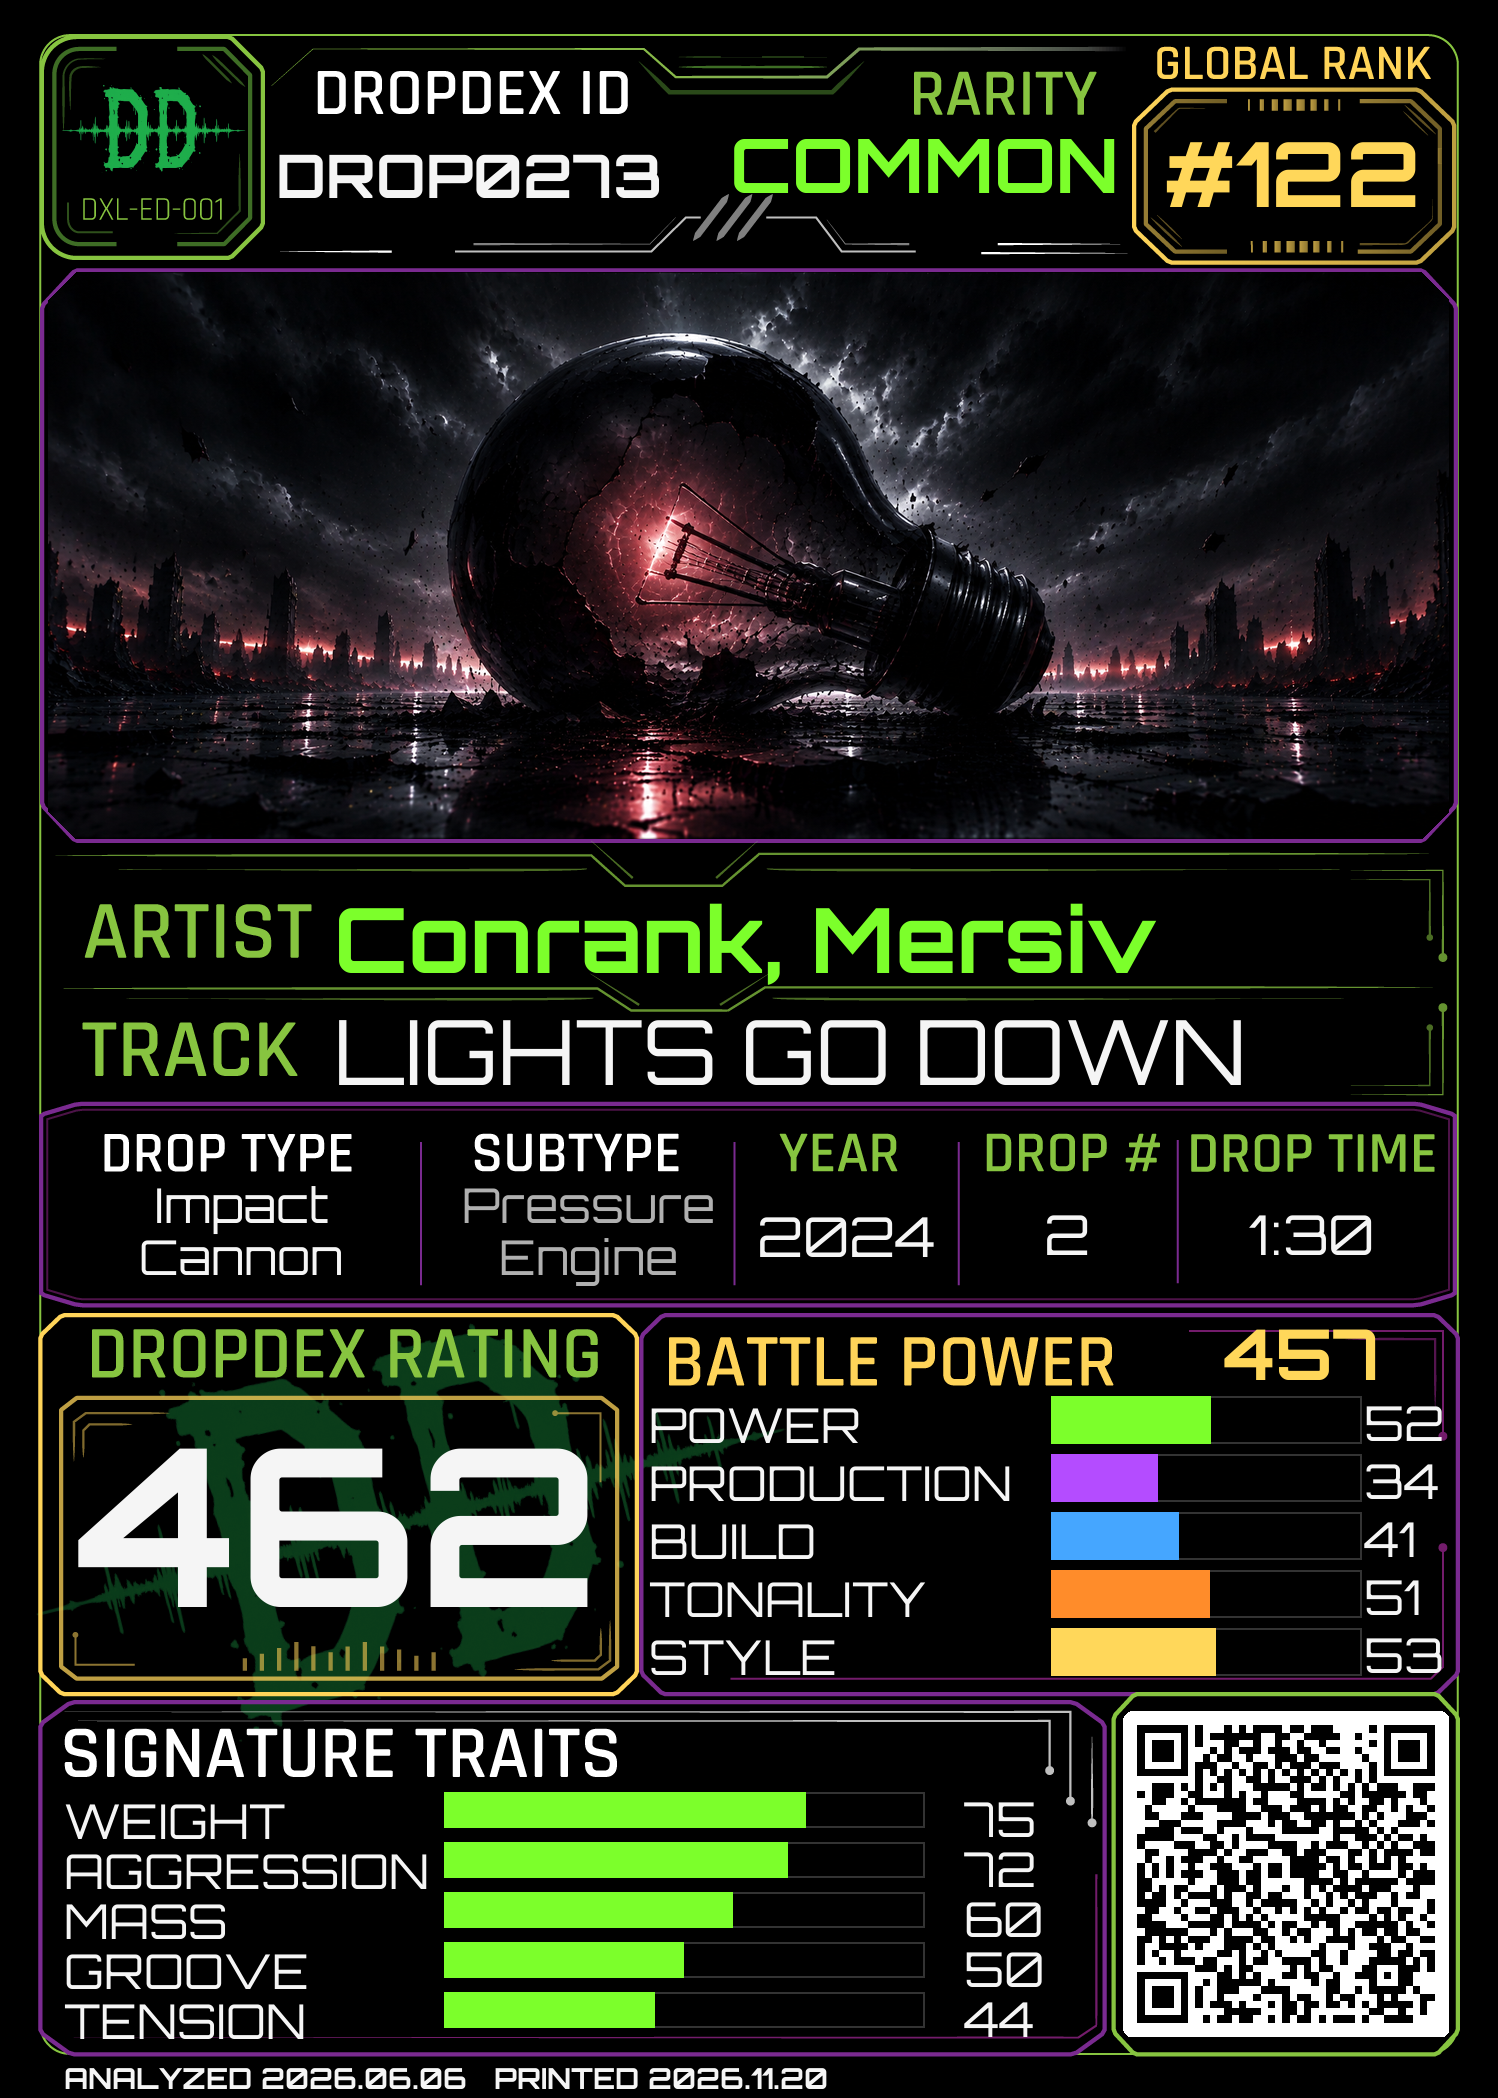 DD
DXL-ED-001
DROPDEX ID
DROP0273
RARITY
COMMON
GLOBAL RANK
#122
ARTIST Conrank, Mersiv
TRACK LIGHTS GO DOWN
DROP TYPE
Impact
Cannon
SUBTYPE
Pressure
Engine
YEAR
2024
DROP #
2
DROP TIME
1:30
DROPDEX RATING
462
BATTLE POWER 457
POWER 52
PRODUCTION 34
BUILD 41
TONALITY 51
STYLE 53
SIGNATURE TRAITS
WEIGHT 75
AGGRESSION 72
MASS 60
GROOVE 50
TENSION 44
ANALYZED 2026.06.06 PRINTED 2026.11.20